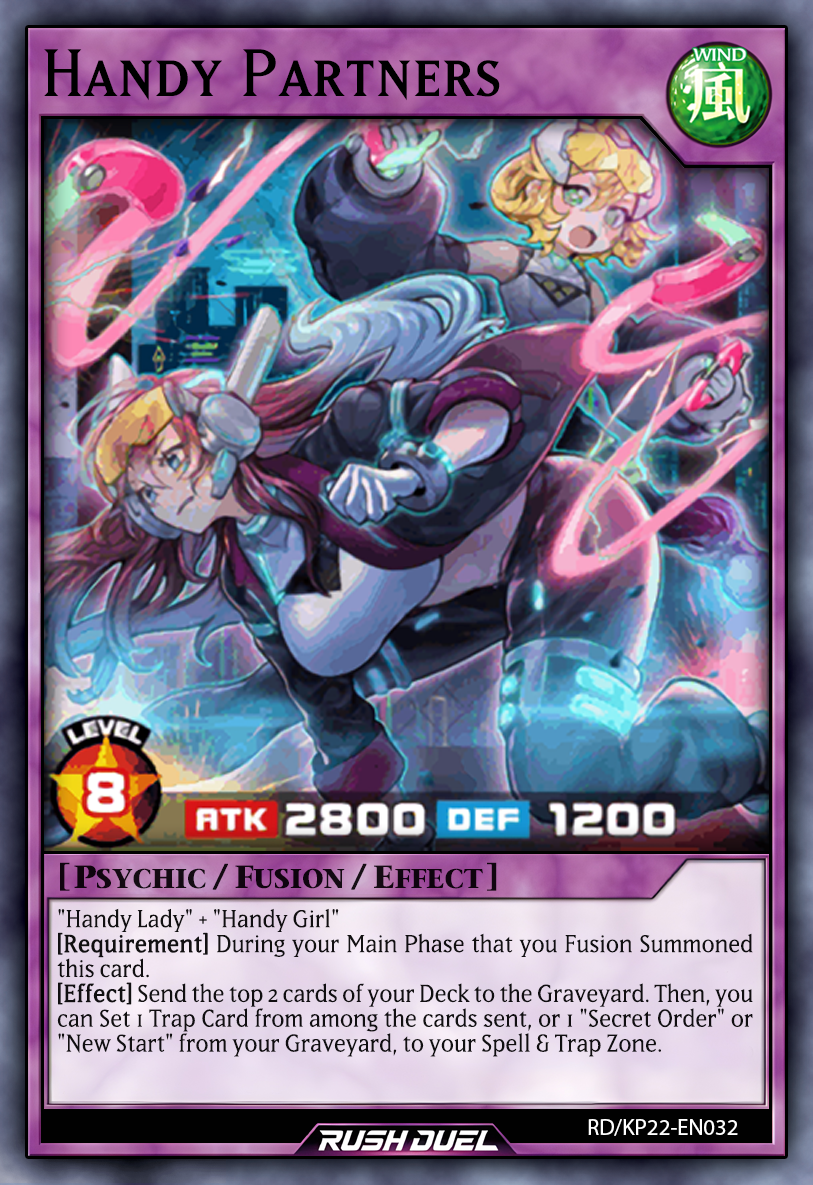 Handy Partners
WIND
風
LEVEL
8
ATK 2800 DEF 1200
[Psychic / Fusion / Effect]
"Handy Lady" + "Handy Girl"
[Requirement] During your Main Phase that you Fusion Summoned
this card.
[Effect] Send the top 2 cards of your Deck to the Graveyard. Then, you
can Set 1 Trap Card from among the cards sent, or 1 "Secret Order" or
"New Start" from your Graveyard, to your Spell & Trap Zone.
RD/KP22-EN032
RUSH DUEL